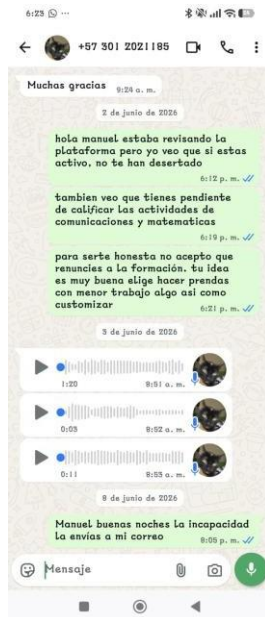 6:23
+57 301 2021185
Muchas gracias
9:24 a. m.
2 de junio de 2026
hola manuel estaba revisando la
plataforma pero yo veo que si estas
activo, no te han desertado
6:12 p. m.
tambien veo que tienes pendiente
de calificar las actividades de
comunicaciones y matematicas
6:19 p. m.
para serte honesta no acepto que
renuncies a la formación. tu idea
es muy buena elige hacer prendas
con menor trabajo algo asi como
customizar
6:21 p. m.
3 de junio de 2026
1:20 8:51 a. m.
0:03 8:52 a. m.
0:11 8:53 a. m.
8 de junio de 2026
Manuel buenas noches la incapacidad
la envías a mi correo
8:05 p. m.
Mensaje